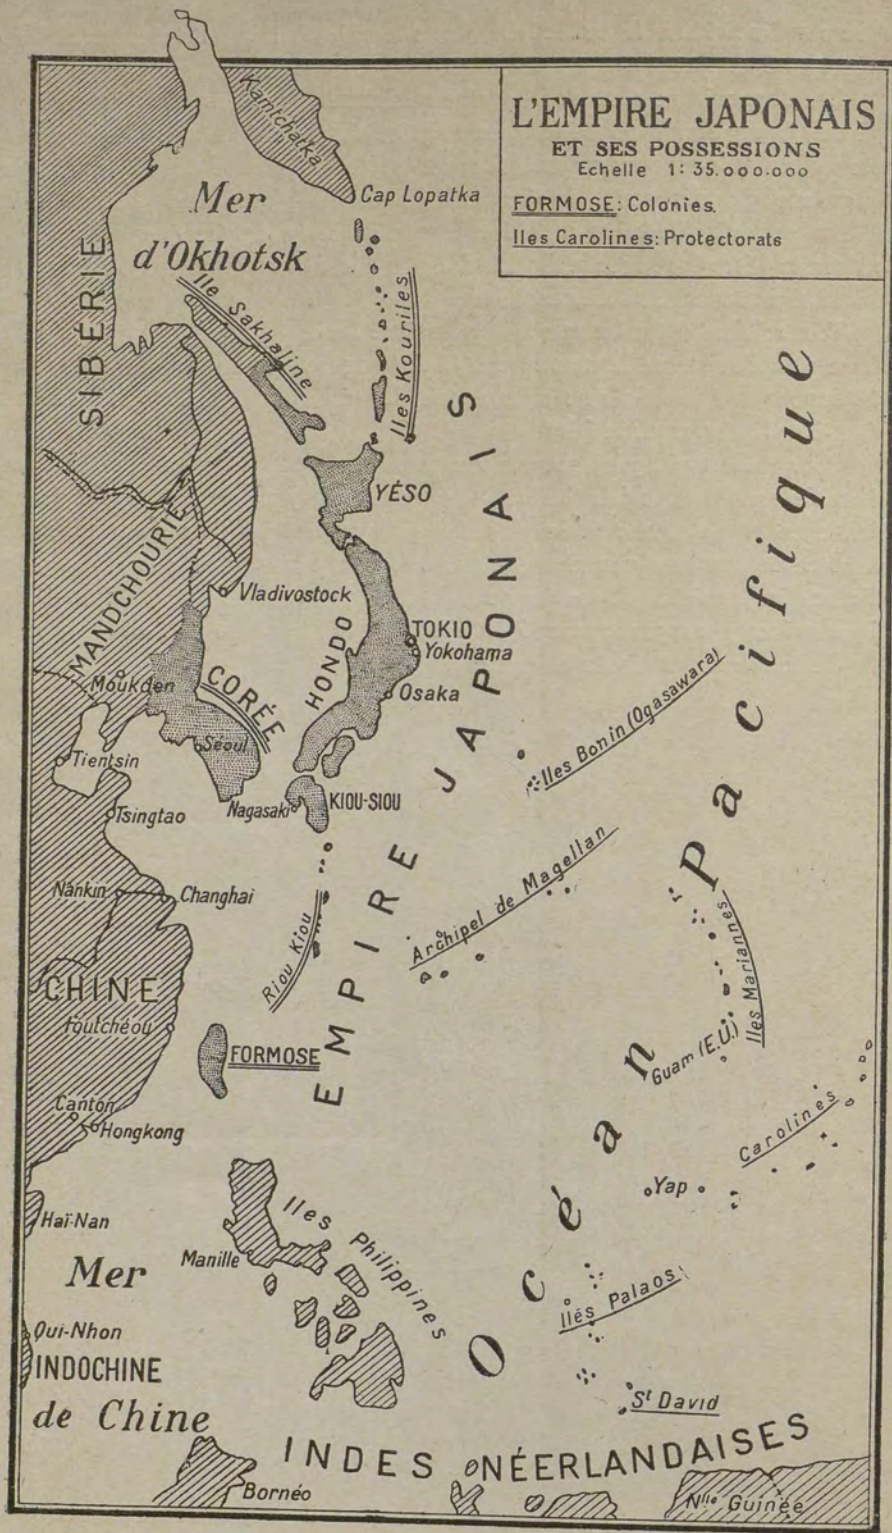 L'EMPIRE JAPONAIS
ET SES POSSESSIONS
Echelle 1: 35.000.000
FORMOSE: Colonies.
Iles Carolines: Protectorats
Kamtchatka
Cap Lopatka
Mer
d'Okhotsk
SIBÉRIE
Ile Sakhaline
Iles Kouriles
YÉSO
MANDCHOURIE
Vladivostock
HONDO
TOKIO
Yokohama
Osaka
Moukden
CORÉE
Séoul
Tientsin
Tsingtao
Nagasaki
KIOU-SIOU
EMPIRE JAPONAIS
Iles Bonin (Ogasawara)
Océan Pacifique
Nankin
Changhai
Archipel de Magellan
Riou Kiou
Iles Mariannes
CHINE
Foutchéou
FORMOSE
Guam (E.U.)
Canton
Hongkong
Carolines
Yap
Haï-Nan
Iles Philippines
Manille
Mer
Iles Palaos
Qui-Nhon
INDOCHINE
de Chine
St David
INDES NÉERLANDAISES
Bornéo
Nlle Guinée